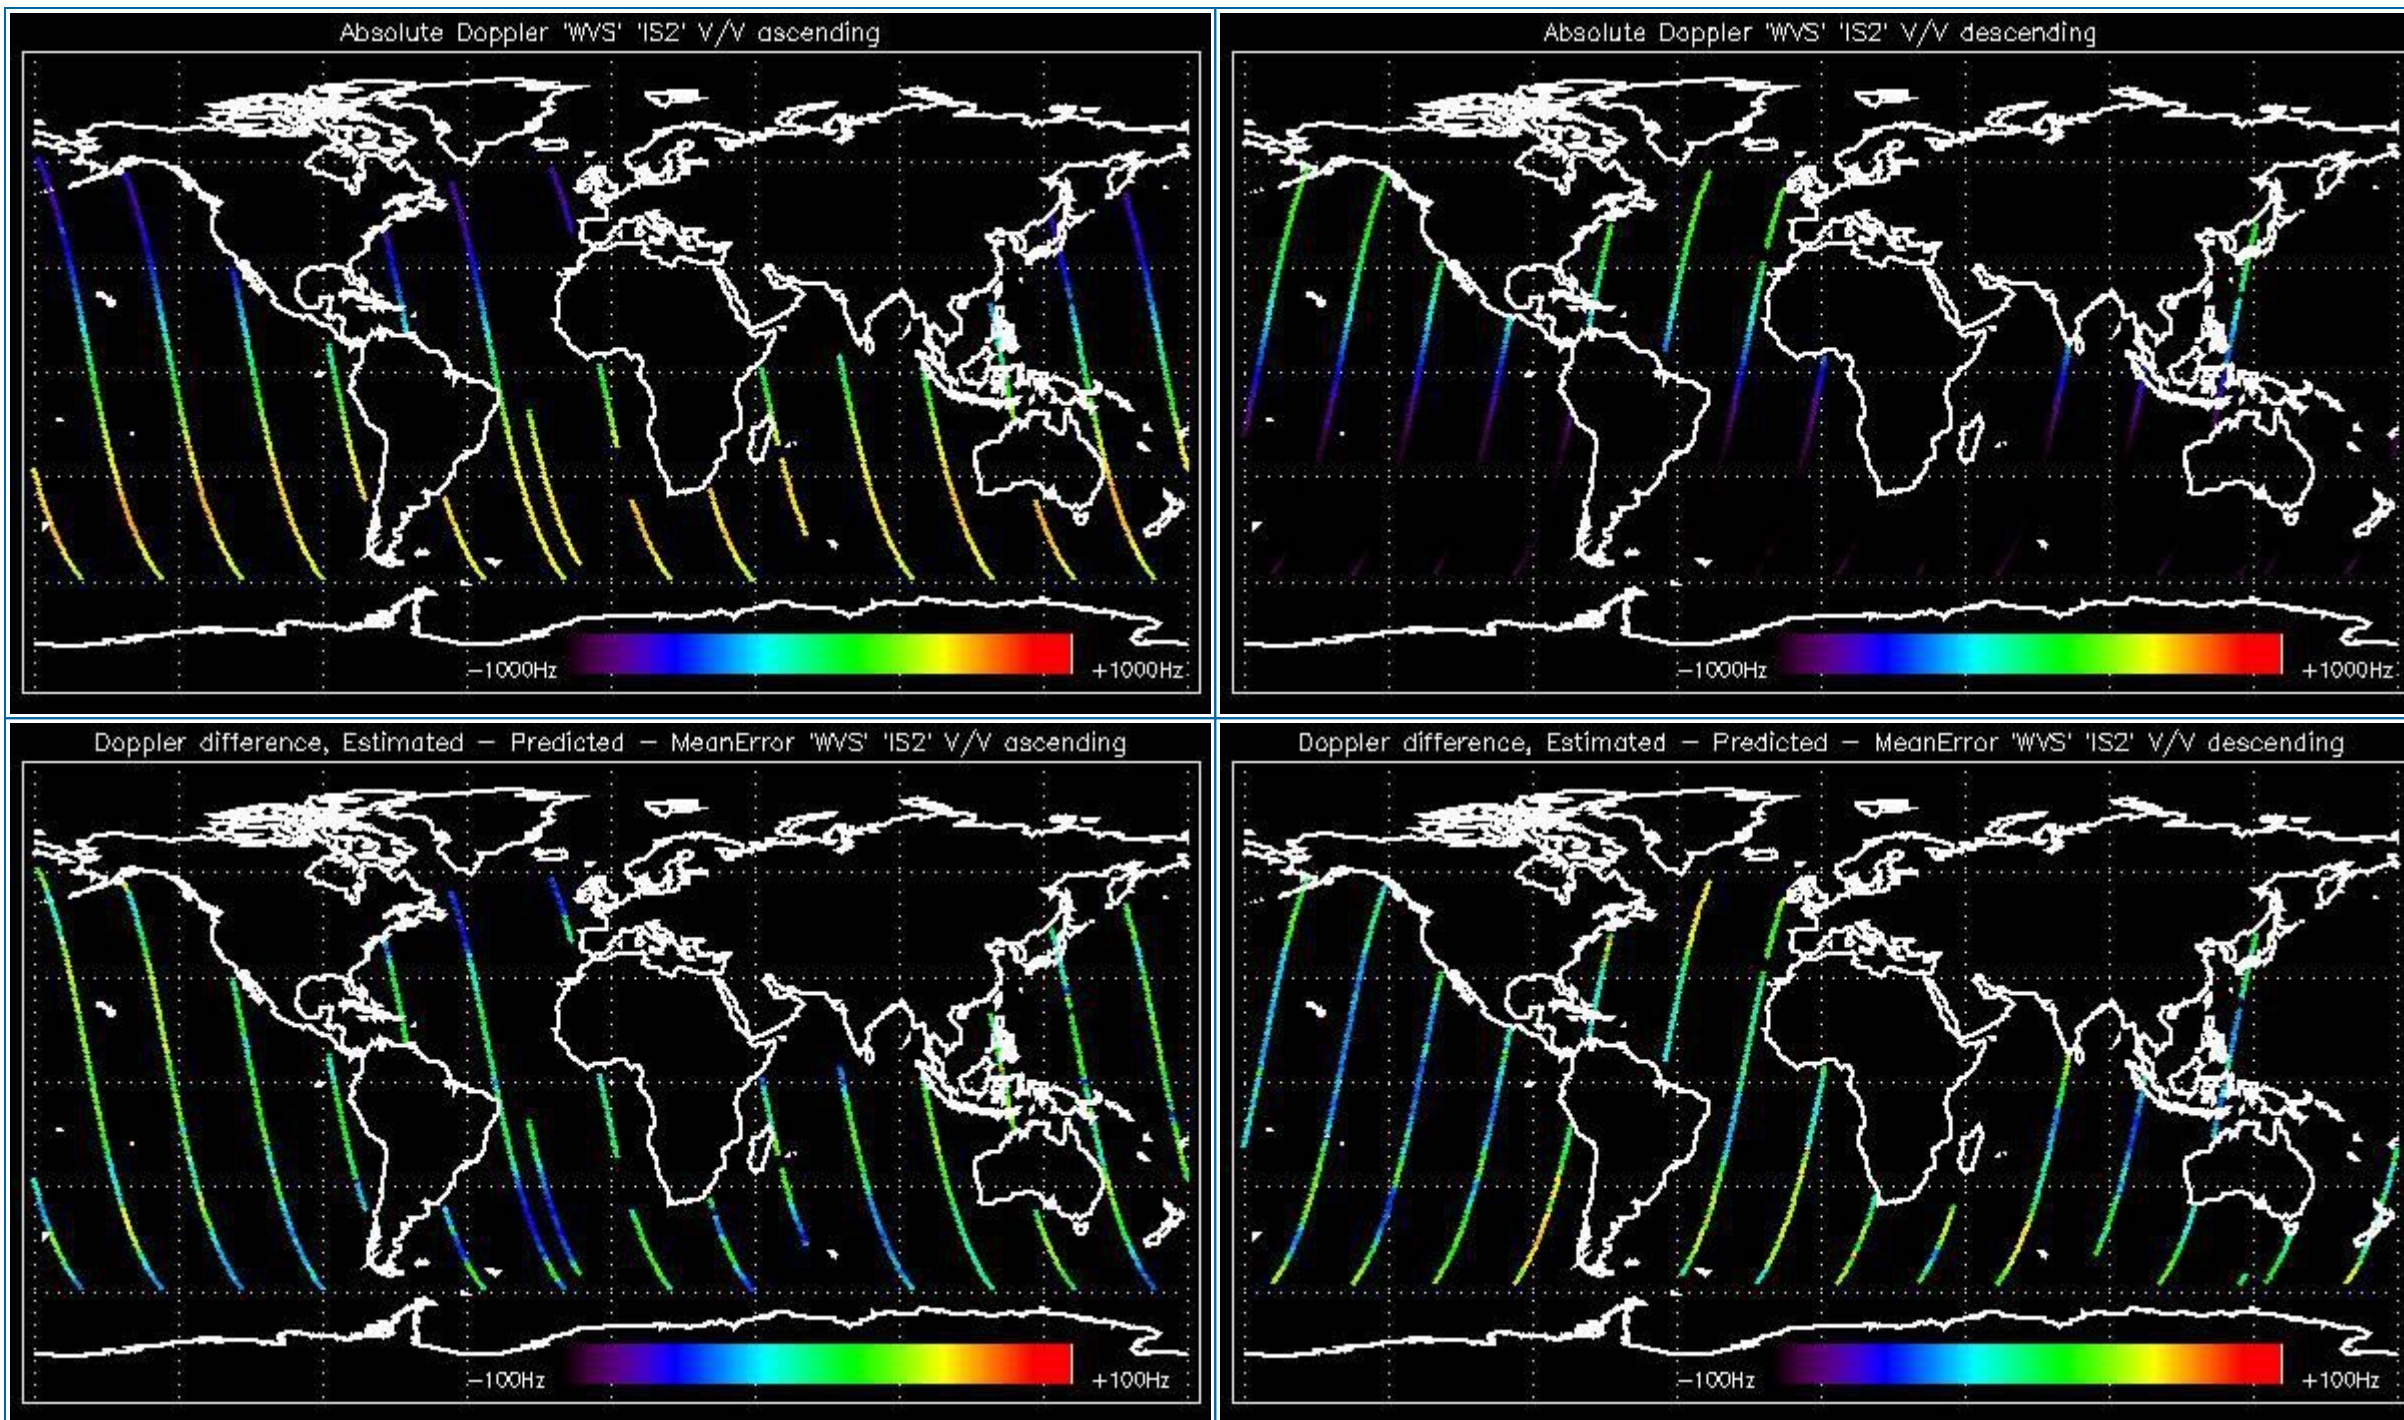 Absolute Doppler 'WVS' 'IS2' V/V ascending
-1000Hz +1000Hz
Absolute Doppler 'WVS' 'IS2' V/V descending
-1000Hz +1000Hz
Doppler difference, Estimated - Predicted - MeanError 'WVS' 'IS2' V/V ascending
-100Hz +100Hz
Doppler difference, Estimated - Predicted - MeanError 'WVS' 'IS2' V/V descending
-100Hz +100Hz